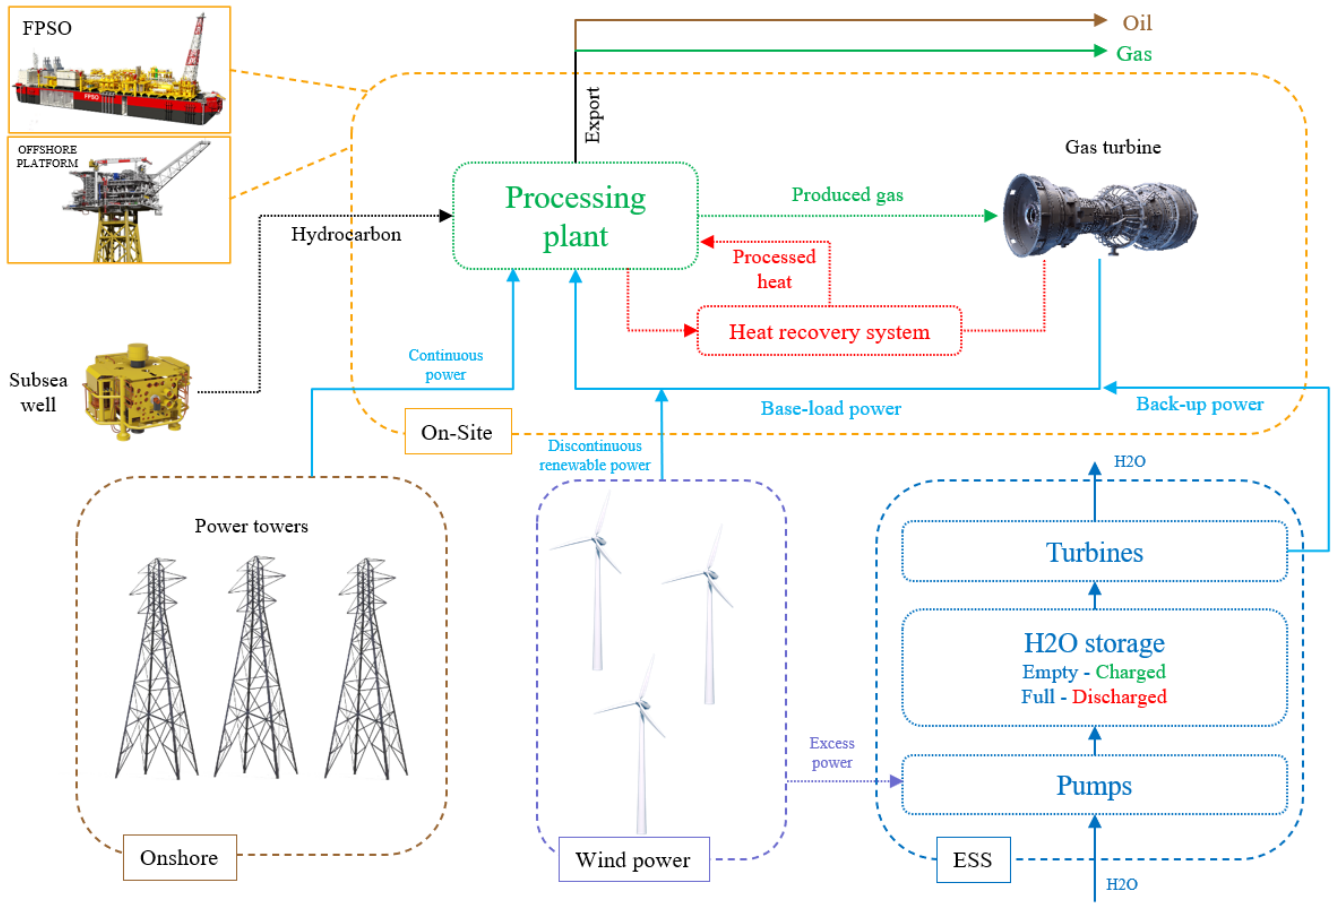 FPSO
FPSO
OFFSHORE
PLATFORM
Oil
Gas
Export
Gas turbine
Processing
plant
Produced gas
Hydrocarbon
Processed
heat
Heat recovery system
Subsea
well
Continuous
power
Base-load power
Back-up power
On-Site
Discontinuous
renewable power
H2O
Power towers
Turbines
H2O storage
Empty - Charged
Full - Discharged
Excess
power
Pumps
Onshore
Wind power
ESS
H2O